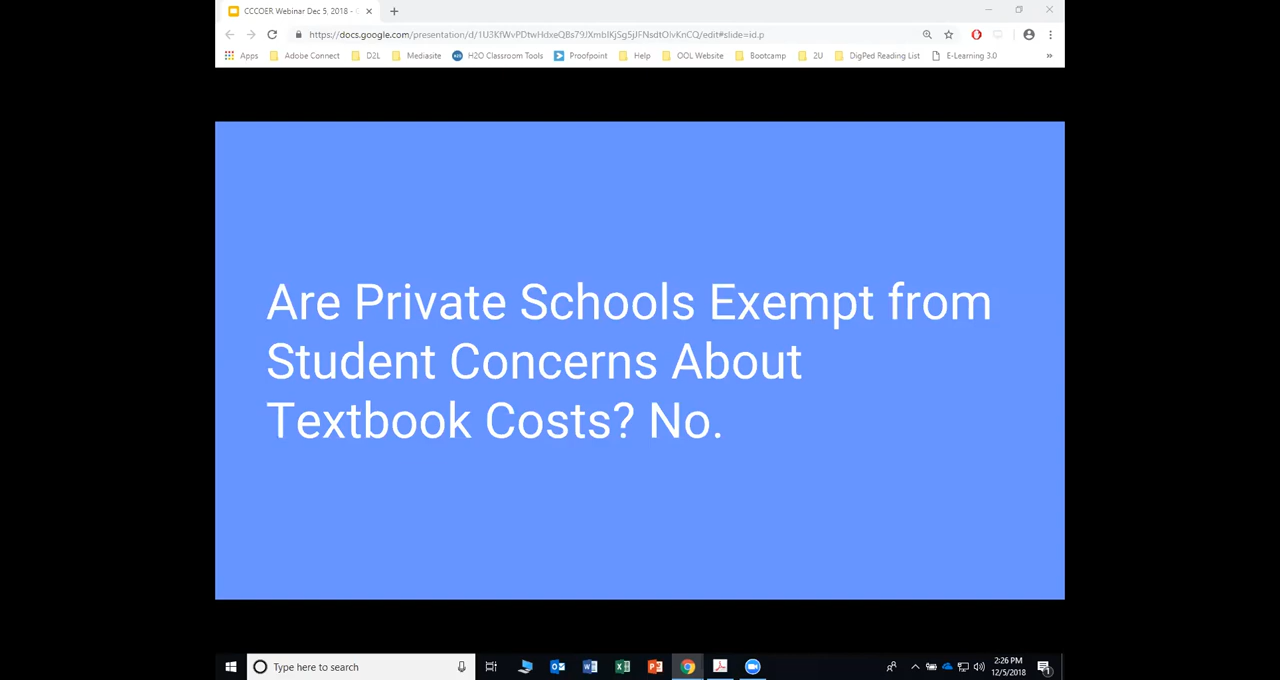 CCCOER Webinar Dec 5, 2018 -
Apps Adobe Connect D2L Mediasite H2O Classroom Tools Proofpoint Help OOL Website Bootcamp 2U DigPed Reading List E-Learning 3.0
Are Private Schools Exempt from
Student Concerns About
Textbook Costs? No.
Type here to search
2:26 PM
12/5/2018